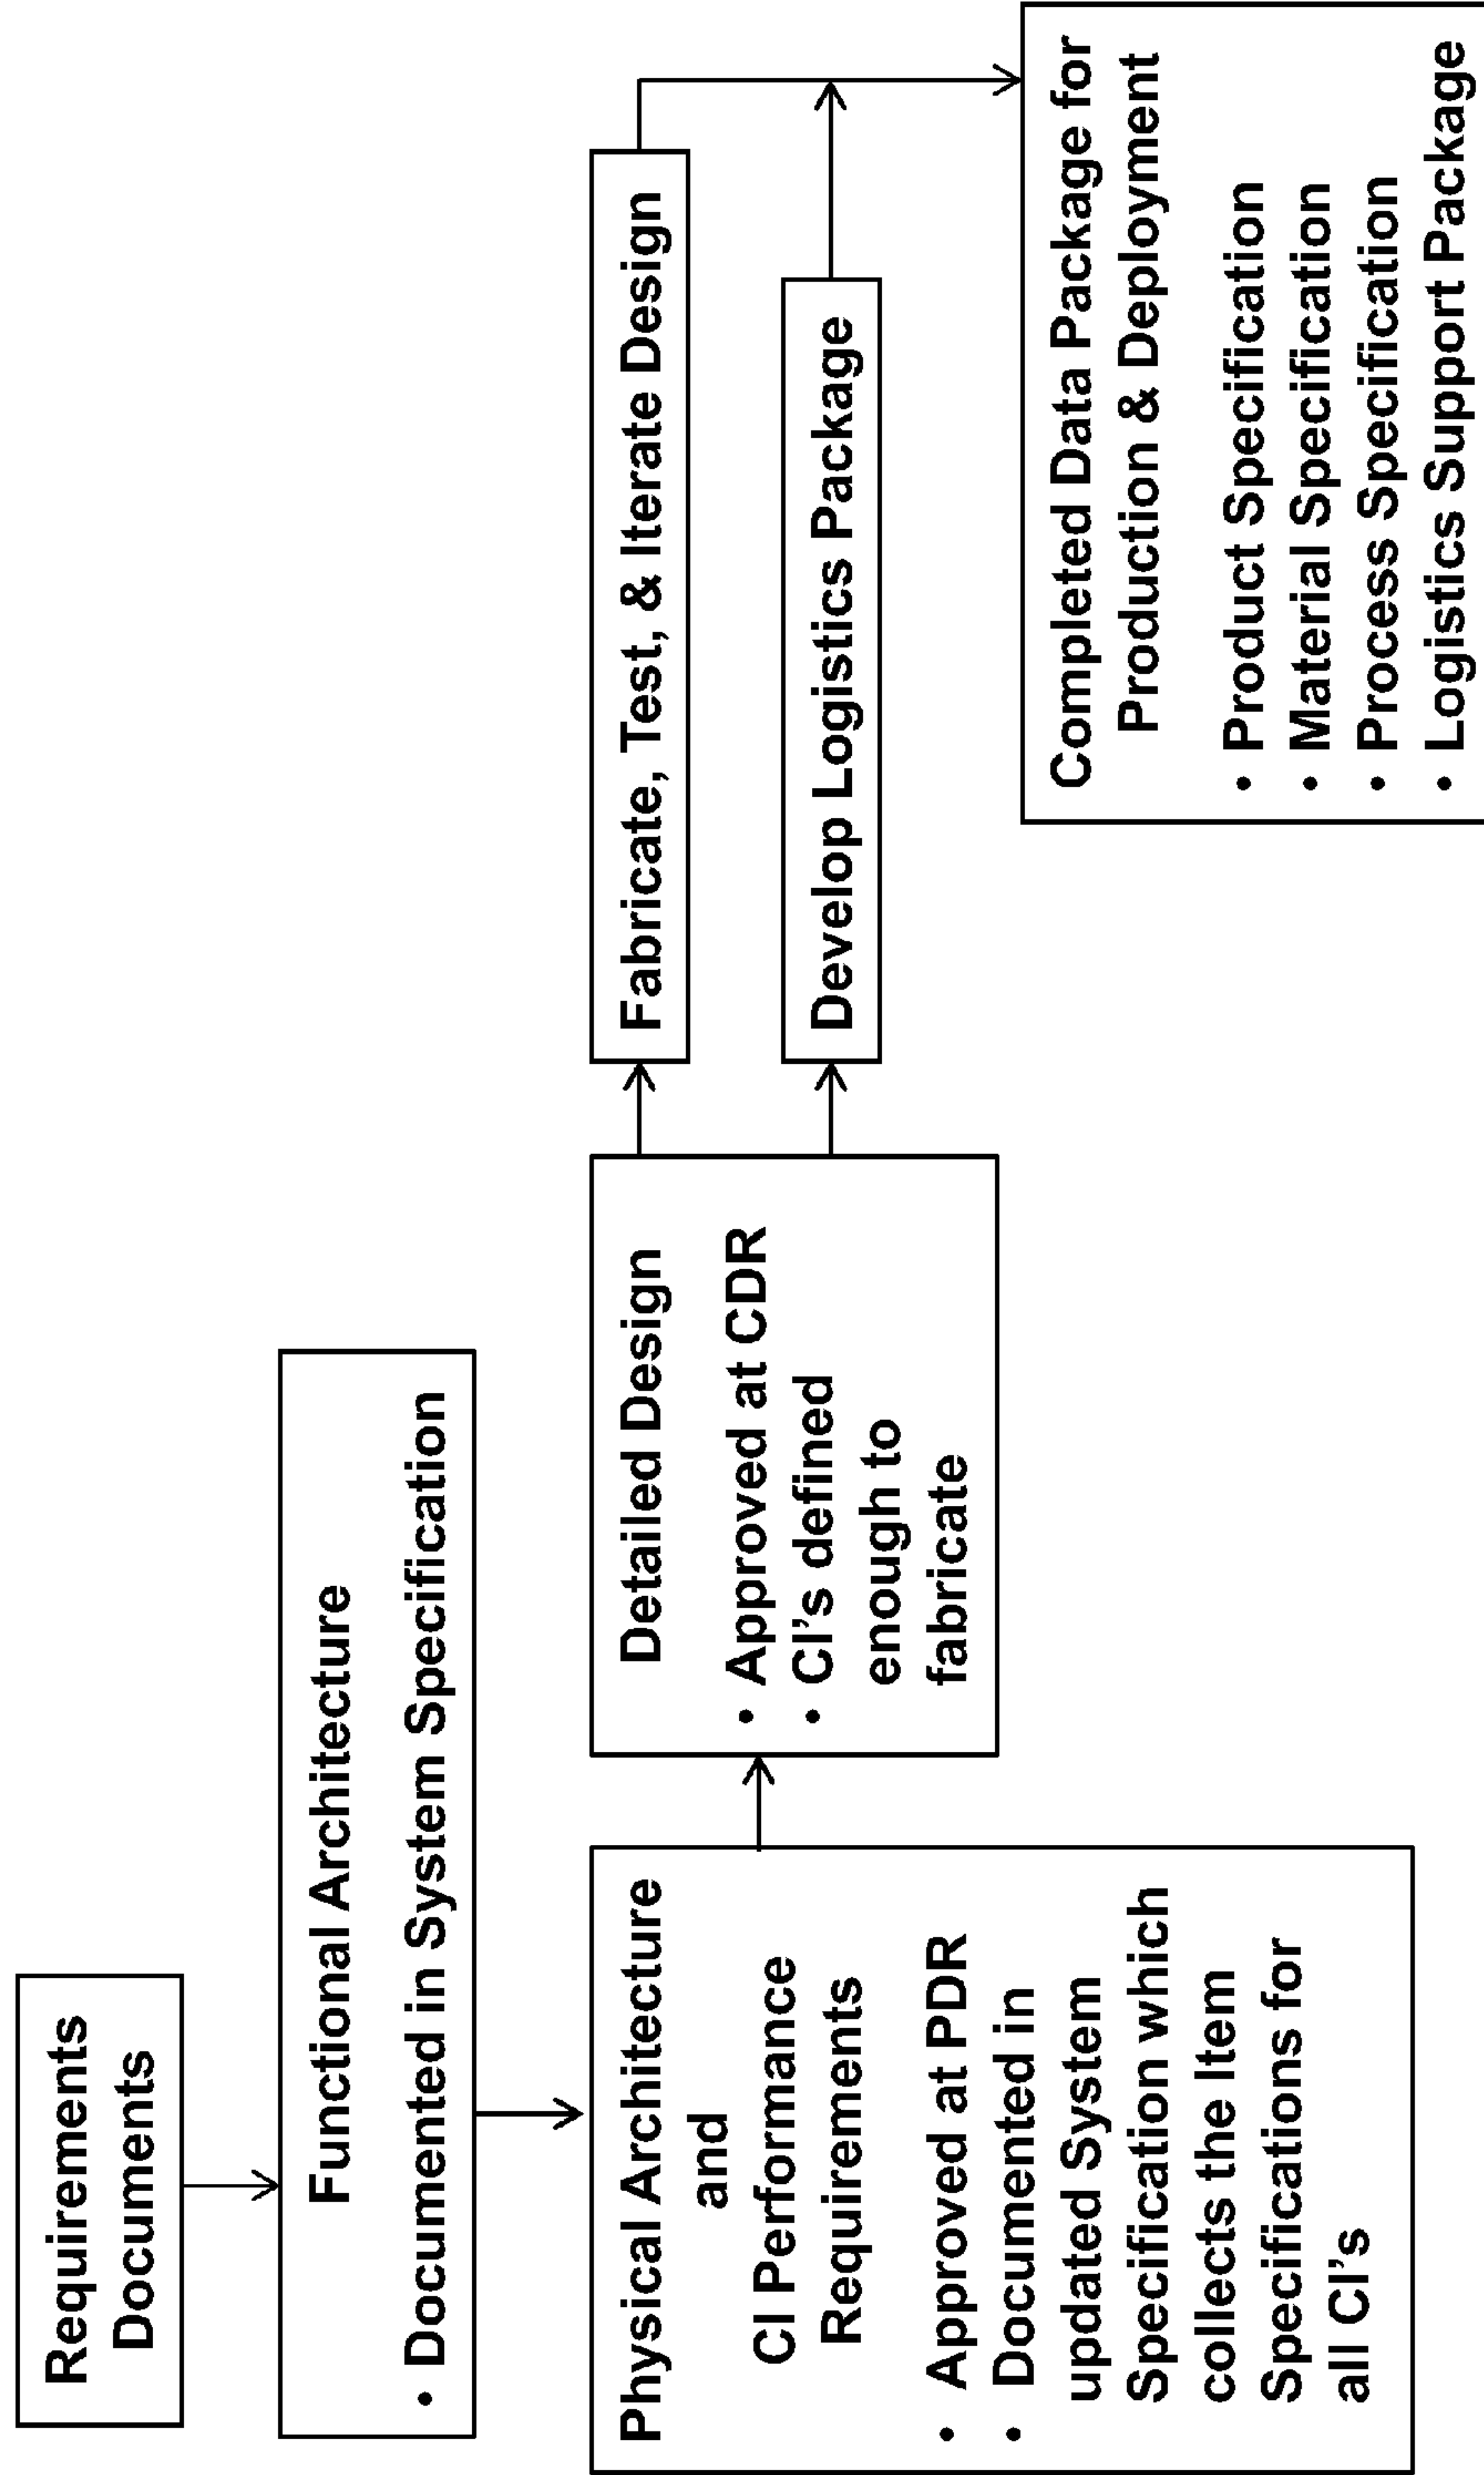 Requirements
Documents
Functional Architecture
• Documented in System Specification
Physical Architecture
and
CI Performance
Requirements
• Approved at PDR
• Documented in
updated System
Specification which
collects the Item
Specifications for
all CI's
Detailed Design
• Approved at CDR
• CI's defined
enough to
fabricate
Fabricate, Test, & Iterate Design
Develop Logistics Package
Completed Data Package for
Production & Deployment
• Product Specification
• Material Specification
• Process Specification
• Logistics Support Package